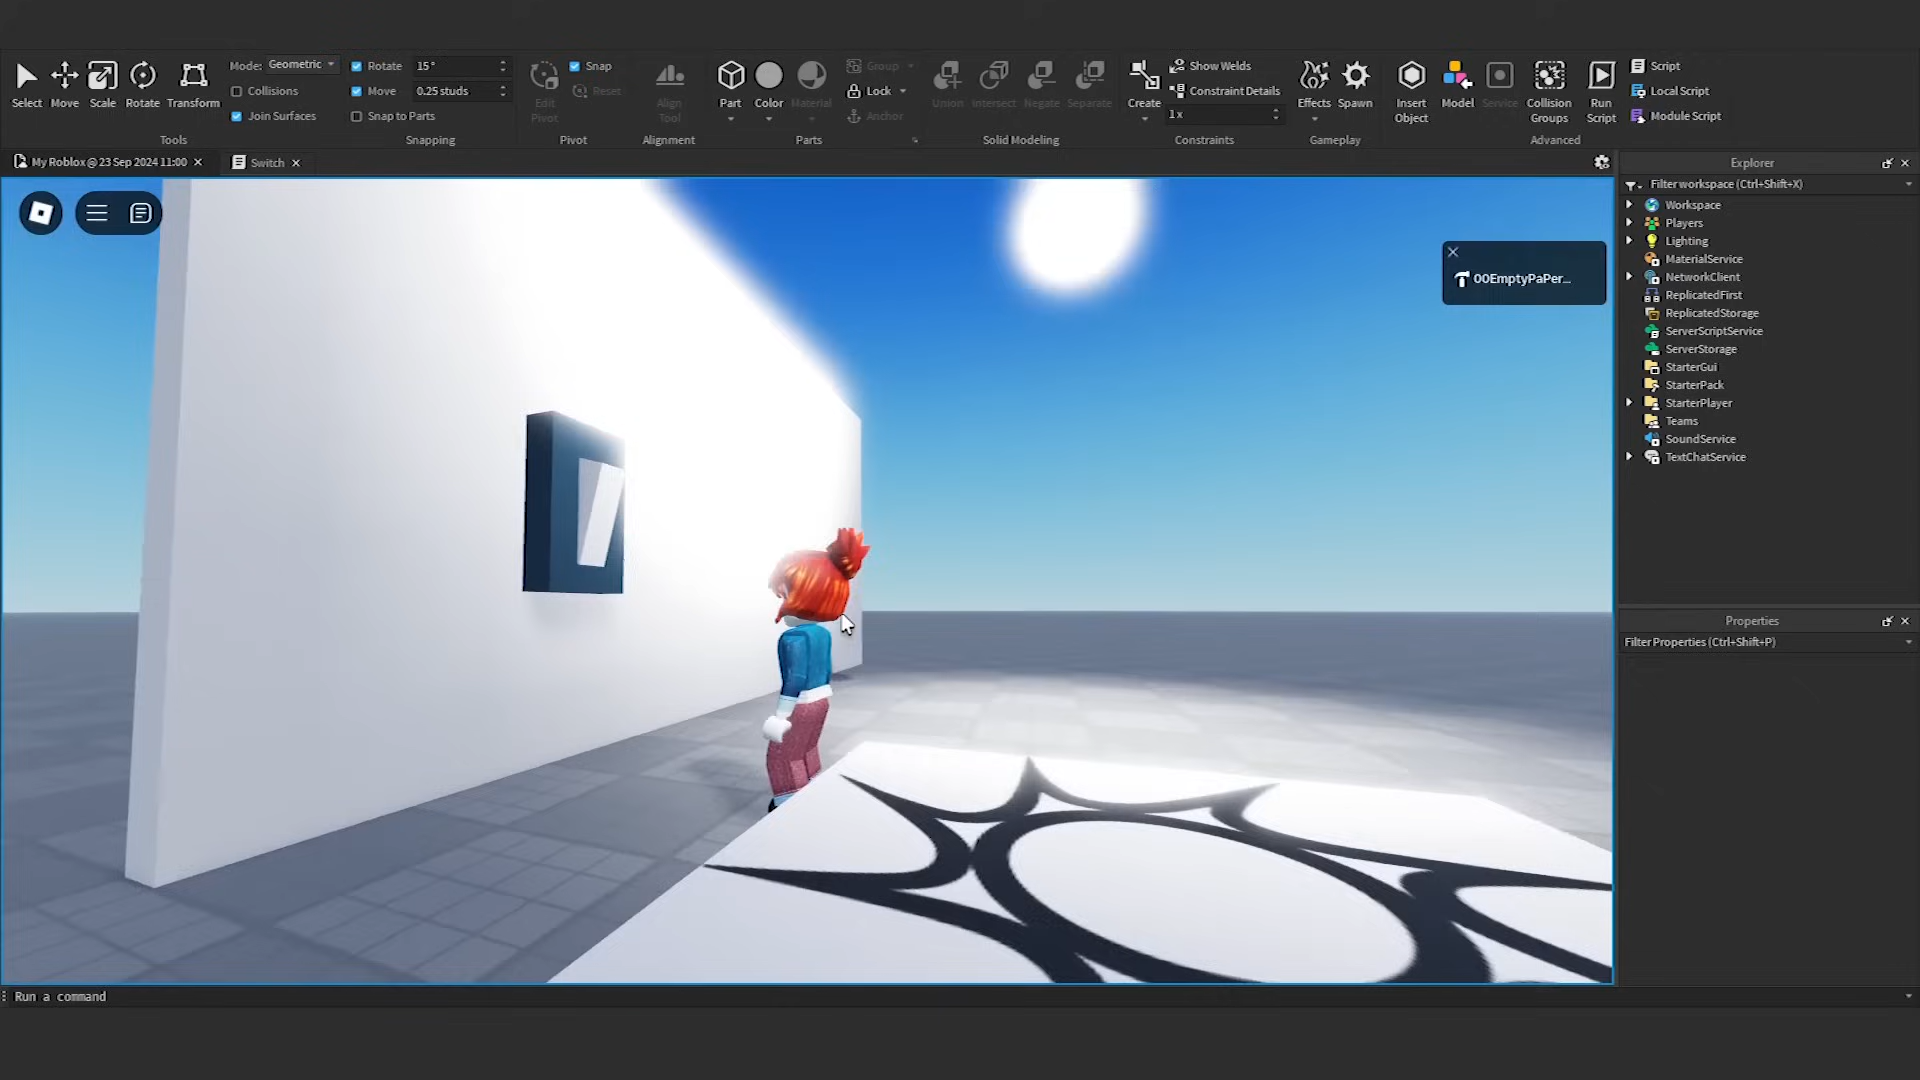 Select
Move
Scale
Rotate
Transform
Mode: Geometric
Collisions
Join Surfaces
Tools
Rotate 15°
Move 0.25 studs
Snap to Parts
Snapping
Edit Pivot
Snap
Reset
Pivot
Align Tool
Alignment
Part
Color
Material
Group
Lock
Anchor
Parts
Union
Intersect
Negate
Separate
Solid Modeling
Create
Show Welds
Constraint Details
1x
Constraints
Effects
Spawn
Gameplay
Insert Object
Model
Service
Collision Groups
Run Script
Script
Local Script
Module Script
Advanced
My Roblox @ 23 Sep 2024 11:00
Switch
00EmptyPaPer...
Explorer
Filter workspace (Ctrl+Shift+X)
Workspace
Players
Lighting
MaterialService
NetworkClient
ReplicatedFirst
ReplicatedStorage
ServerScriptService
ServerStorage
StarterGui
StarterPack
StarterPlayer
Teams
SoundService
TextChatService
Properties
Filter Properties (Ctrl+Shift+P)
Run a command